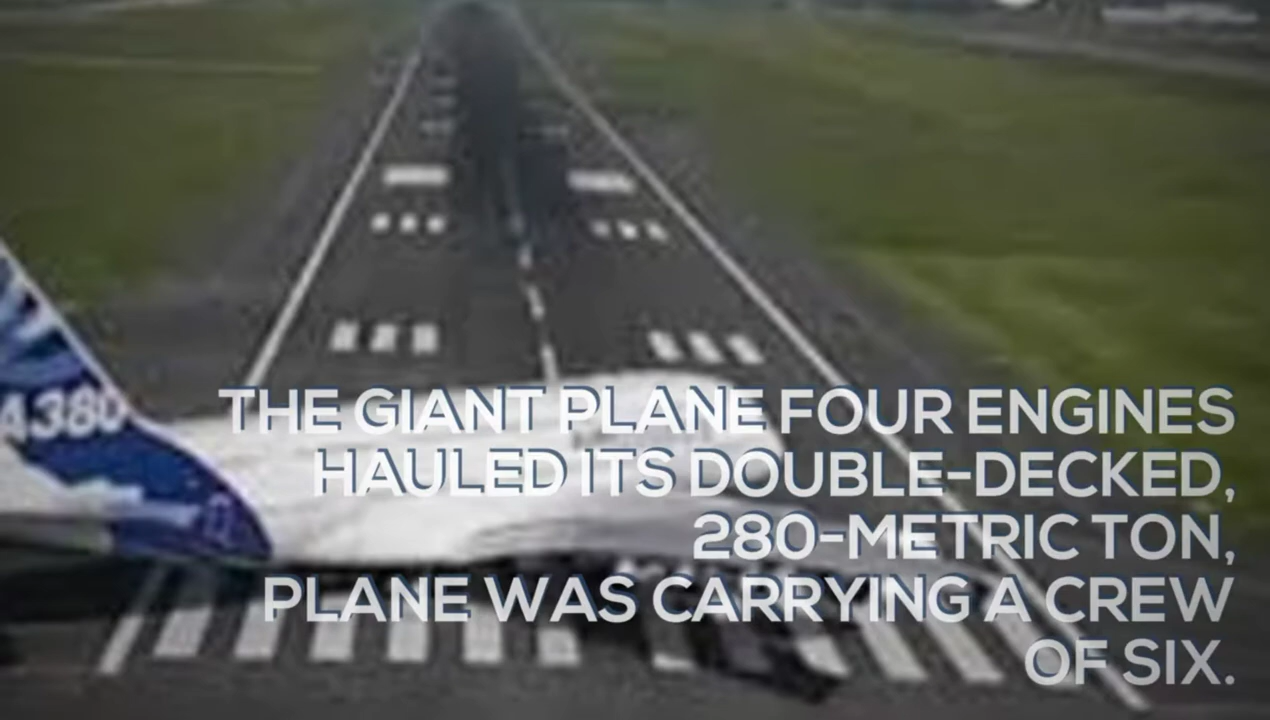 A380
THE GIANT PLANE FOUR ENGINES
HAULED ITS DOUBLE-DECKED,
280-METRIC TON,
PLANE WAS CARRYING A CREW
OF SIX.